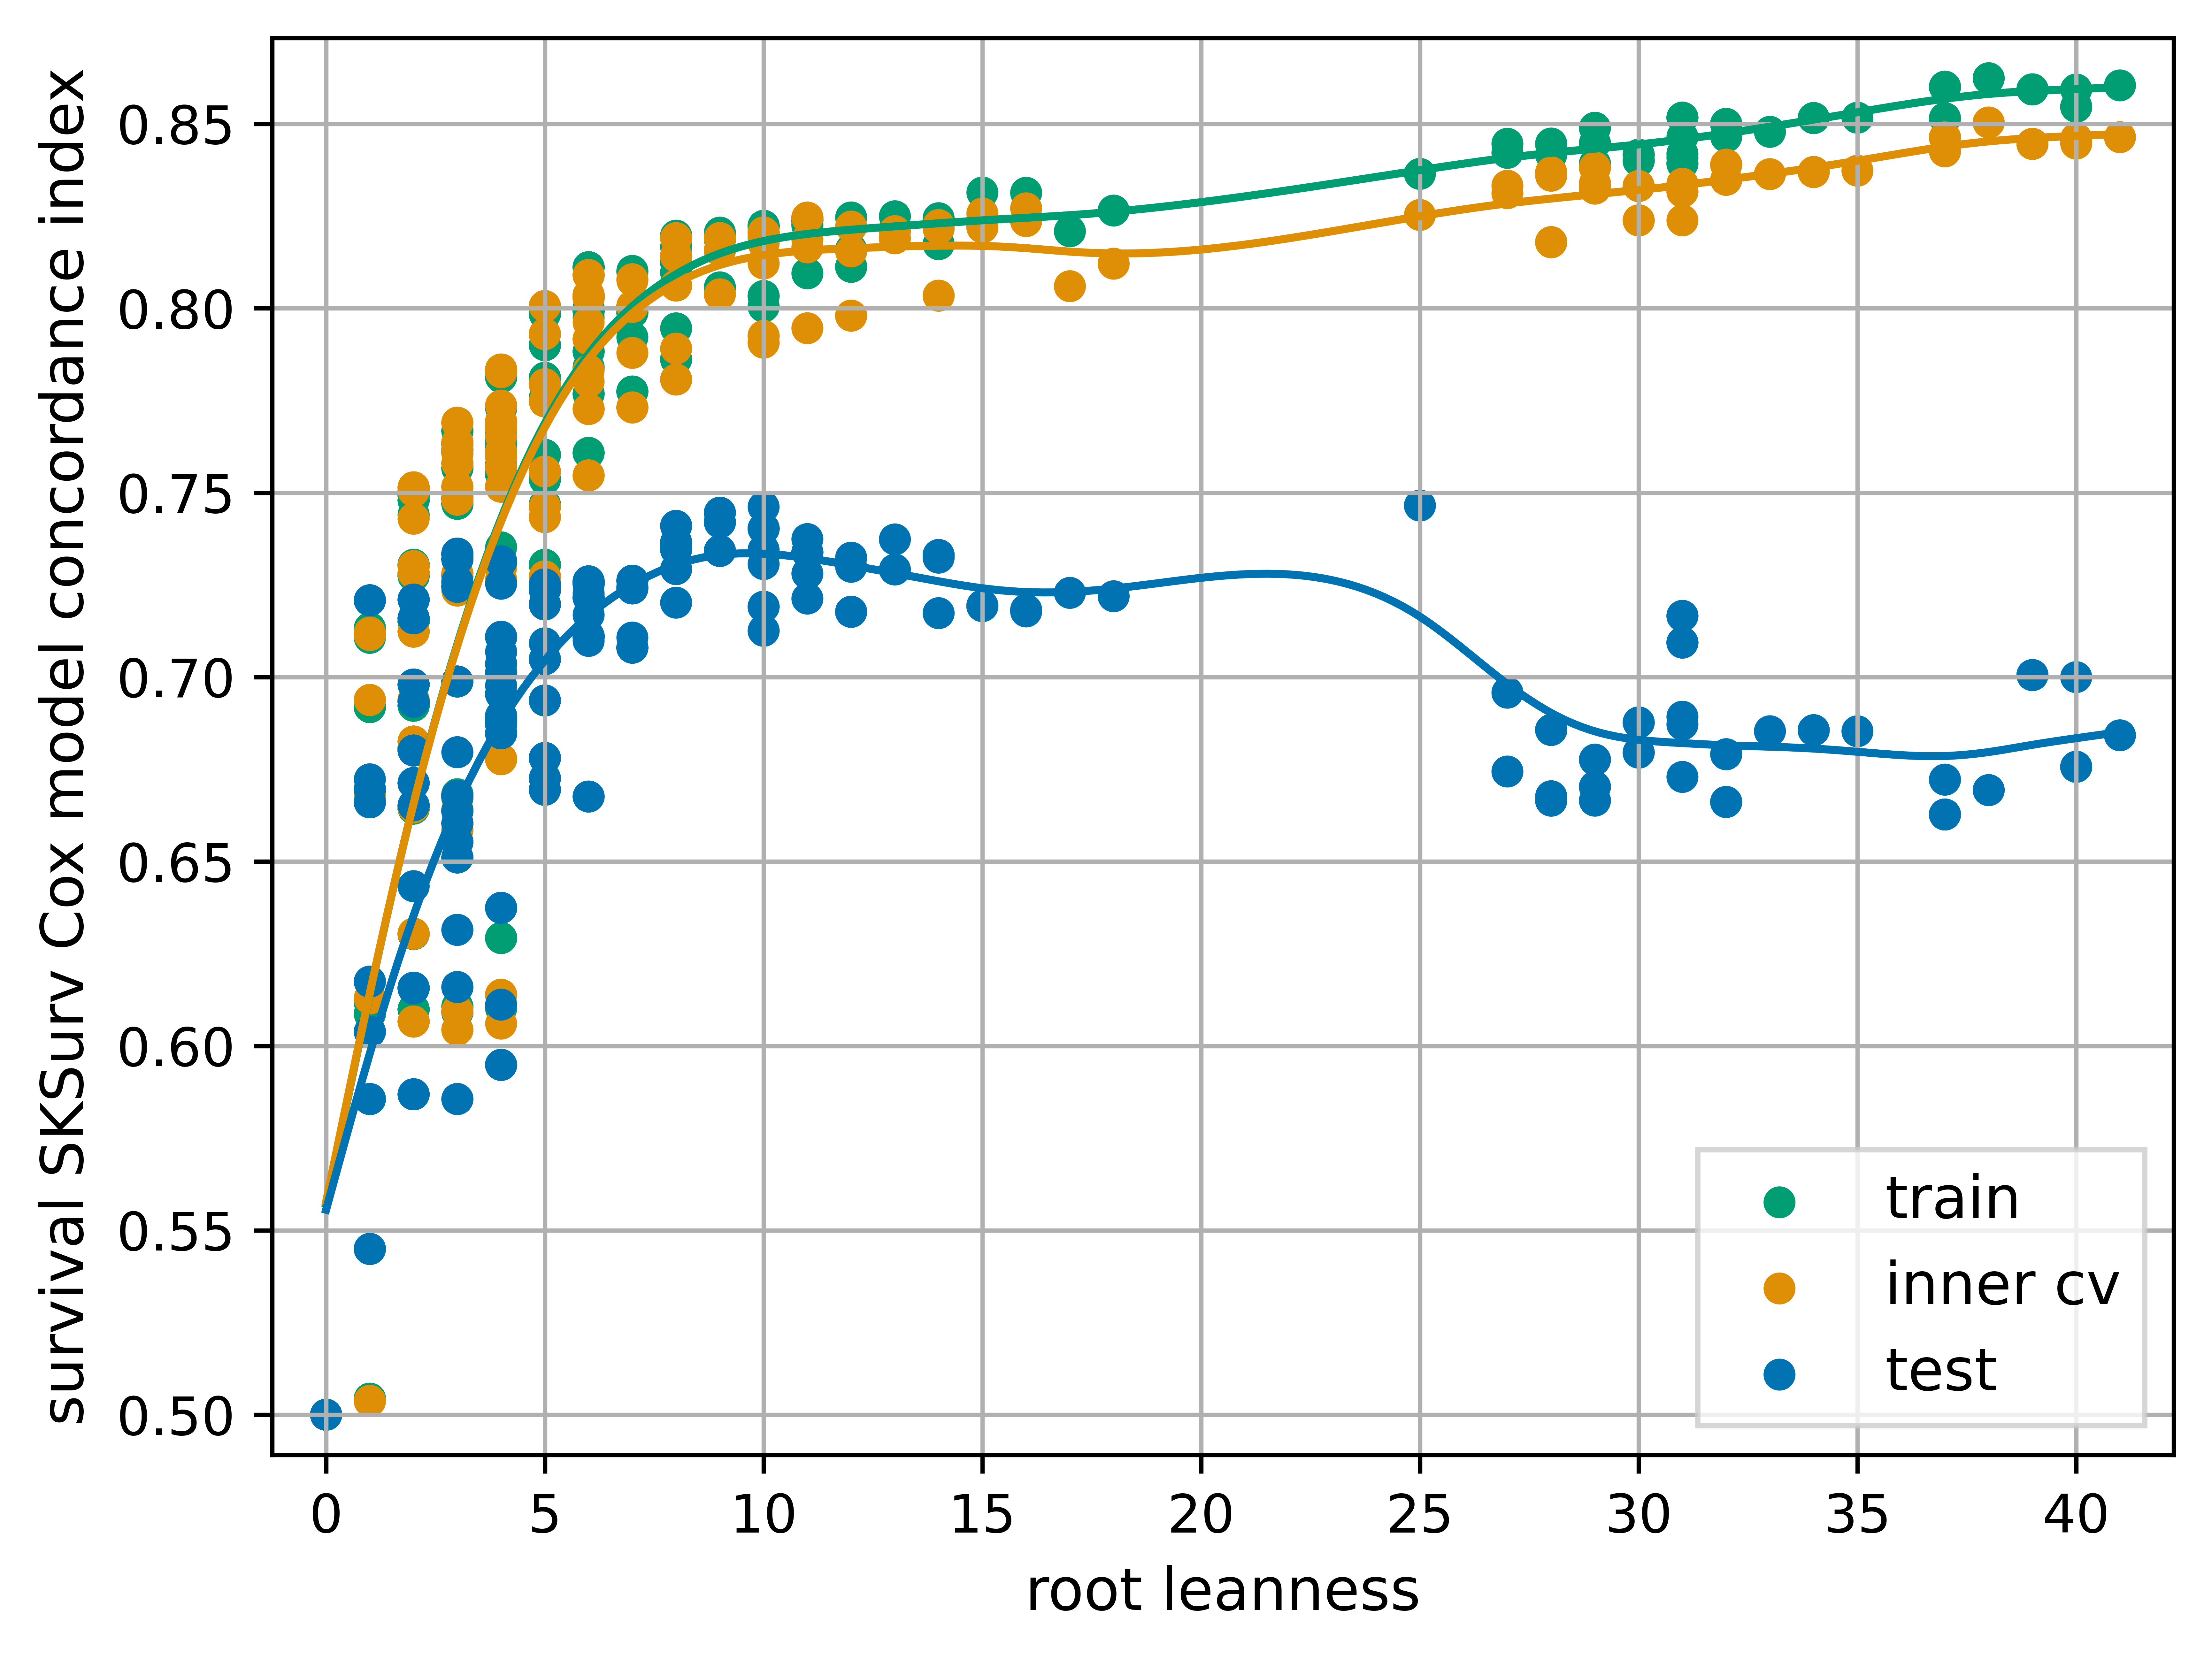 survival SKSurv Cox model concordance index
0.85
0.80
0.75
0.70
0.65
0.60
0.55
0.50
0 5 10 15 20 25 30 35 40
root leanness
train
inner cv
test